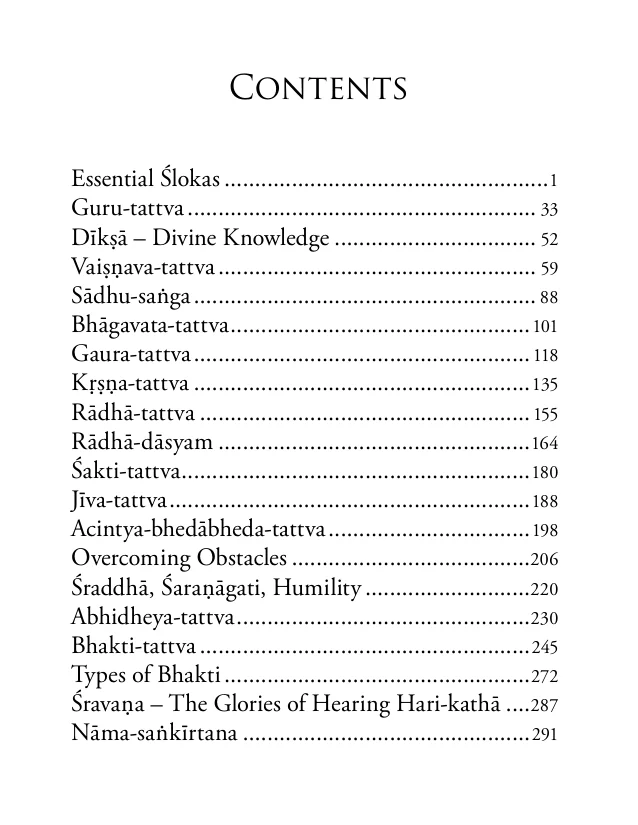 Contents
Essential Ślokas ..................................................... 1
Guru-tattva ......................................................... 33
Dīkṣā – Divine Knowledge ................................. 52
Vaiṣṇava-tattva .................................................... 59
Sādhu-saṅga ........................................................ 88
Bhāgavata-tattva ................................................. 101
Gaura-tattva ....................................................... 118
Kṛṣṇa-tattva ....................................................... 135
Rādhā-tattva ...................................................... 155
Rādhā-dāsyam ................................................... 164
Śakti-tattva ......................................................... 180
Jīva-tattva ........................................................... 188
Acintya-bhedābheda-tattva ................................. 198
Overcoming Obstacles ....................................... 206
Śraddhā, Śaraṇāgati, Humility ........................... 220
Abhidheya-tattva ................................................ 230
Bhakti-tattva ...................................................... 245
Types of Bhakti .................................................. 272
Śravaṇa – The Glories of Hearing Hari-kathā .... 287
Nāma-saṅkīrtana ............................................... 291